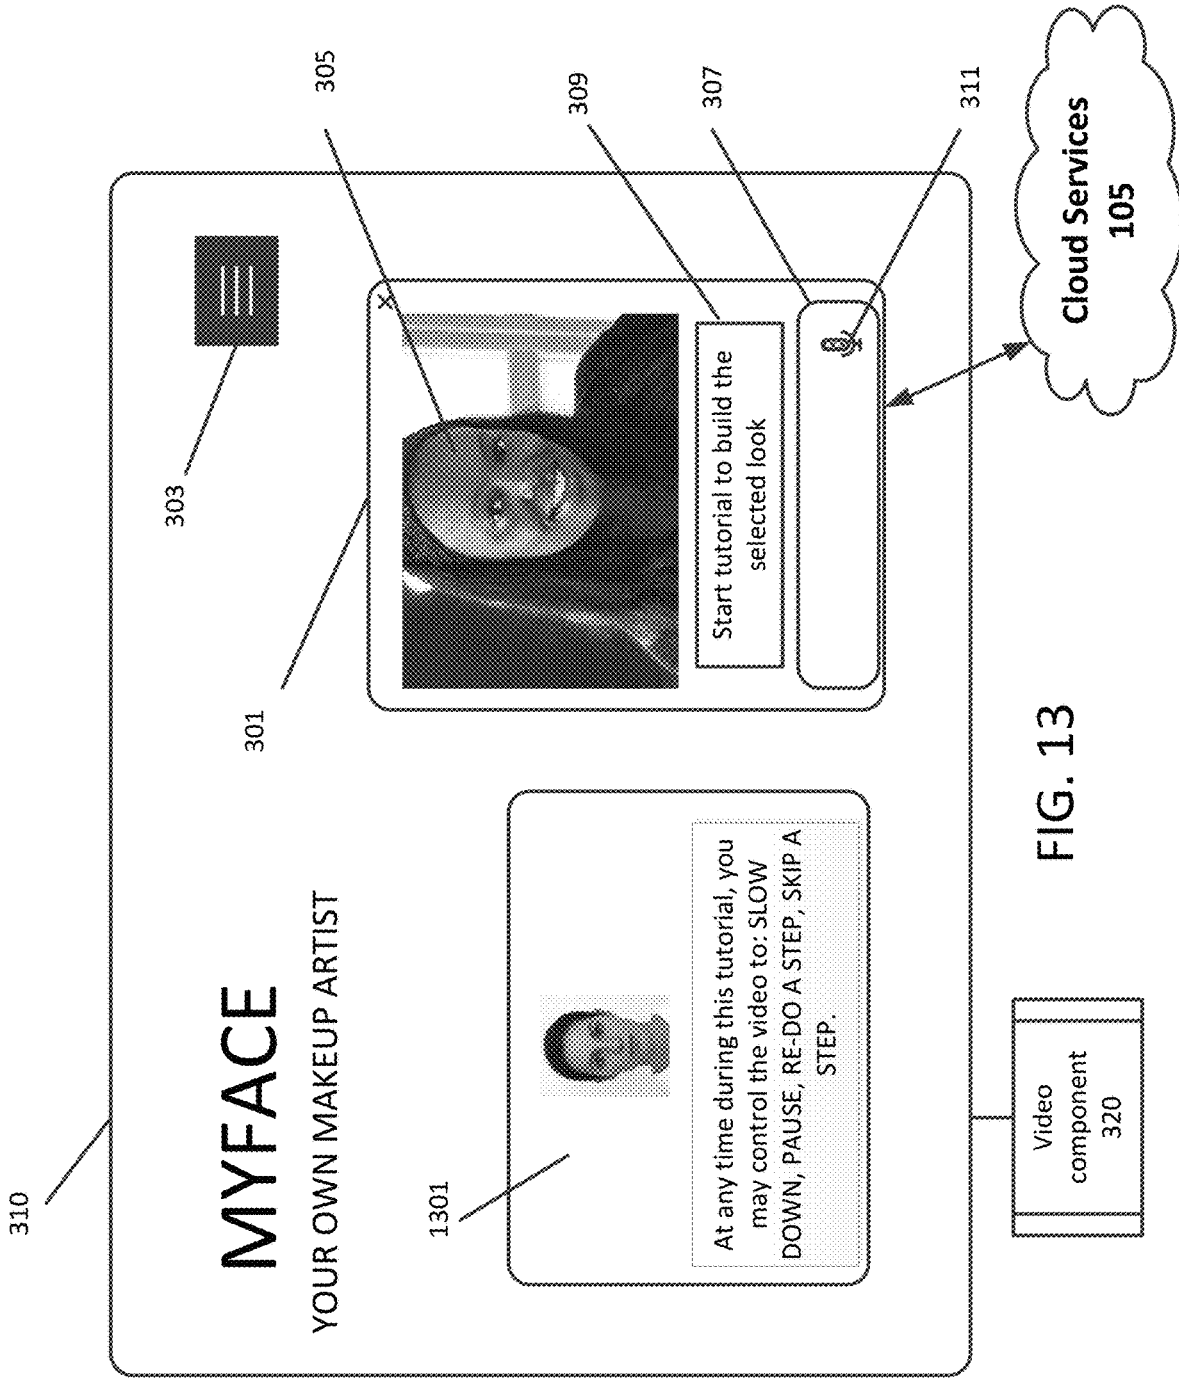 310
MYFACE
YOUR OWN MAKEUP ARTIST
303
301
305
309
307
311
×
1301
At any time during this tutorial, you
may control the video to: SLOW
DOWN, PAUSE, RE-DO A STEP, SKIP A
STEP.
Start tutorial to build the
selected look
Video
component
320
Cloud Services
105
FIG. 13